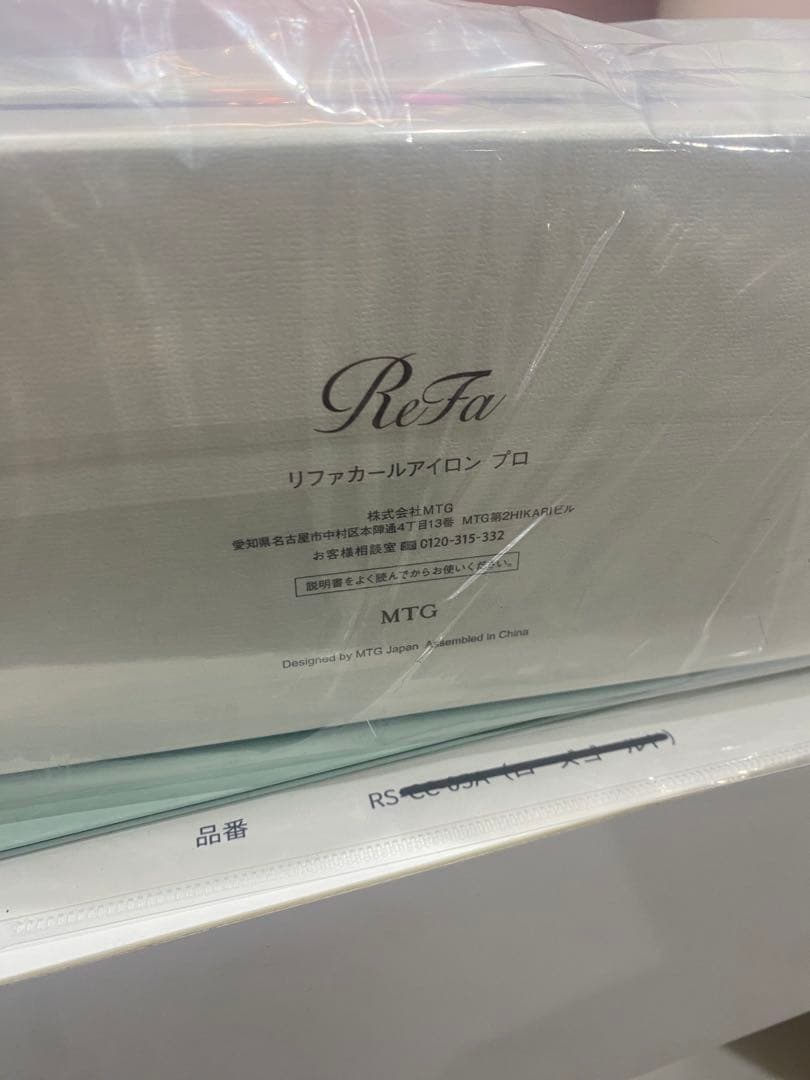 ReFa
リファカールアイロン プロ
株式会社MTG
愛知県名古屋市中村区本陣通4丁目13番 MTG第2HIKARIビル
お客様相談室 0120-315-332
説明書をよく読んでからお使いください。
MTG
Designed by MTG Japan Assembled in China
品番
RS-